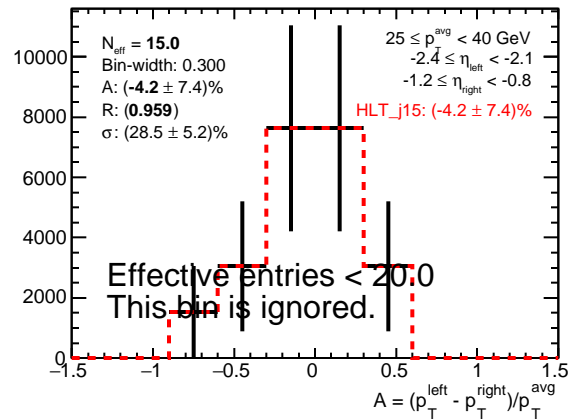 N_eff = 15.0
Bin-width: 0.300
A: (-4.2 ± 7.4)%
R: (0.959)
σ: (28.5 ± 5.2)%
25 ≤ p_T^avg < 40 GeV
-2.4 ≤ η_left < -2.1
-1.2 ≤ η_right < -0.8
HLT_j15: (-4.2 ± 7.4)%
10000
8000
6000
4000
2000
0
Effective entries < 20.0
This bin is ignored.
−1.5 −1 −0.5 0 0.5 1 1.5
A = (p_T^left - p_T^right)/p_T^avg